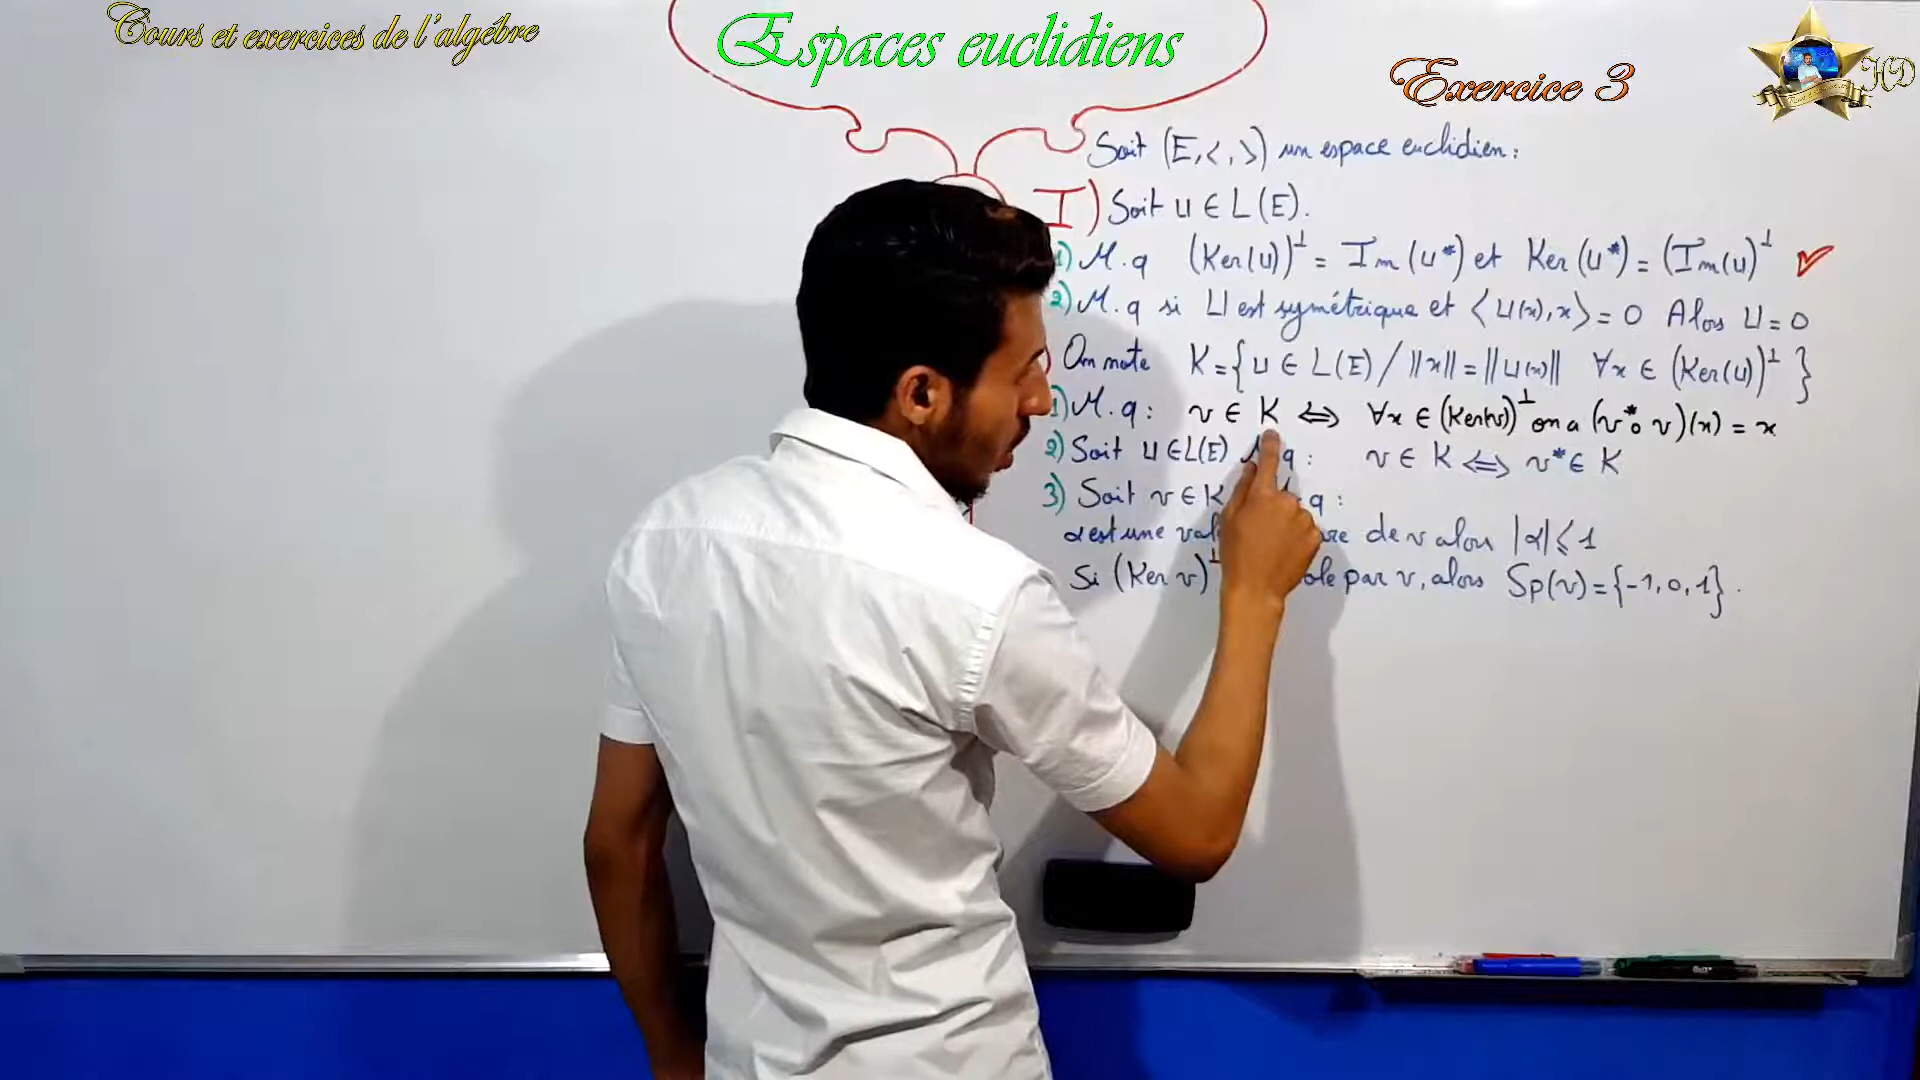 Cours et exercices de l'algébre
Espaces euclidiens
Exercice 3
HD
Soit (E,<,>) un espace euclidien:
I) Soit u ∈ L(E).
1) M.q (Ker(u))^⊥ = Im(u*) et Ker(u*) = (Im(u)^⊥ ✓
2) M.q si U est symétrique et <u(x),x> = 0 Alors U = 0
) On note K = {u ∈ L(E) / ||x|| = ||u(x)|| ∀x ∈ (Ker(u))^⊥}
1) M.q: v ∈ K ⇔ ∀x ∈ (Ker(v))^⊥ on a (v*∘v)(x) = x
2) Soit u ∈ L(E) q: v ∈ K ⇔ v* ∈ K
3) Soit v ∈ K q:
α est une de v alors |α| ≤ 1
Si (Ker v)^⊥ par v, alors Sp(v) = {-1,0,1}.